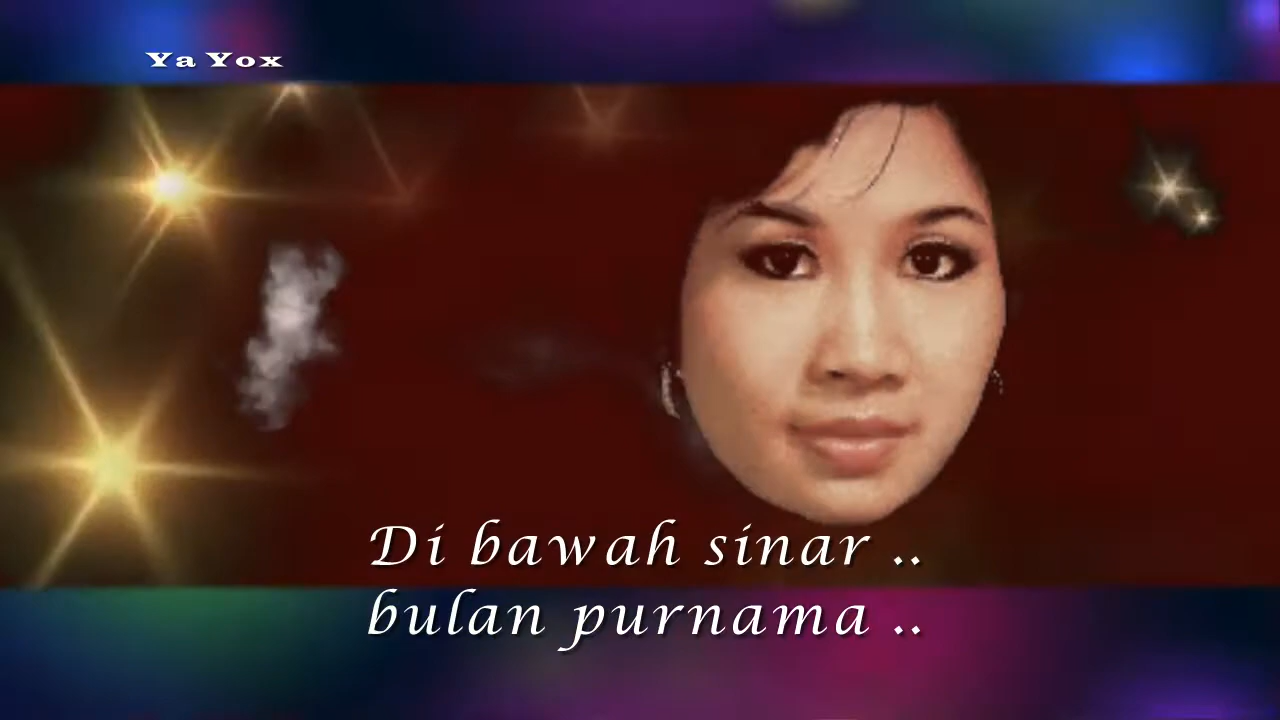 Ya Yox
Di bawah sinar ..
bulan purnama ..